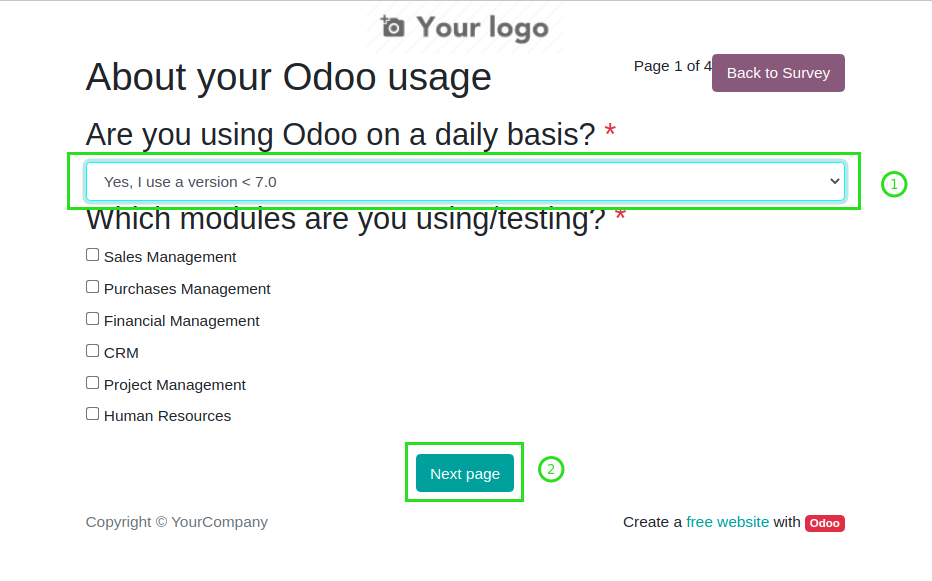 Your logo
About your Odoo usage
Page 1 of 4
Back to Survey
Are you using Odoo on a daily basis? *
Yes, I use a version < 7.0
1
Which modules are you using/testing? *
Sales Management
Purchases Management
Financial Management
CRM
Project Management
Human Resources
Next page
2
Copyright © YourCompany
Create a free website with Odoo